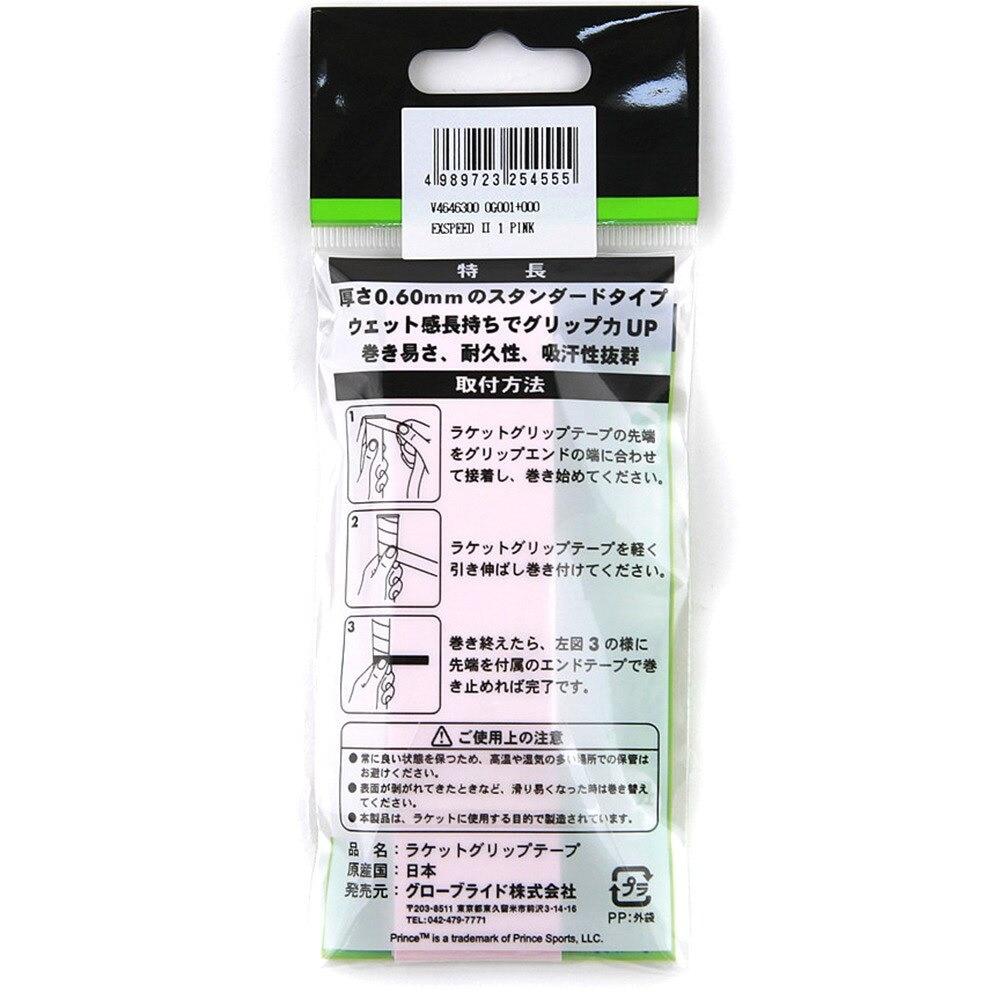 4 989723 254555
V4646300 0G001+000
EXSPEED II 1 PINK
特 長
厚さ0.60mmのスタンダードタイプ
ウェット感長持ちでグリップ力UP
巻き易さ、耐久性、吸汗性抜群
取付方法
1
ラケットグリップテープの先端
をグリップエンドの端に合わせ
て接着し、巻き始めてください。
2
ラケットグリップテープを軽く
引き伸ばし巻き付けてください。
3
巻き終えたら、左図3の様に
先端を付属のエンドテープで巻
き止めれば完了です。
ご使用上の注意
●常に良い状態を保つため、高温や湿気の多い場所での保管は
お避けください。
●表面が剥がれてきたときなど、滑り易くなった時は巻き替え
てください。
●本製品は、ラケットに使用する目的で製造されています。
品 名:ラケットグリップテープ
原産国:日本
発売元:グローブライド株式会社
〒203-8511 東京都東久留米市前沢3-14-16
TEL:042-479-7771
プラ
PP:外袋
Prince™ is a trademark of Prince Sports, LLC.